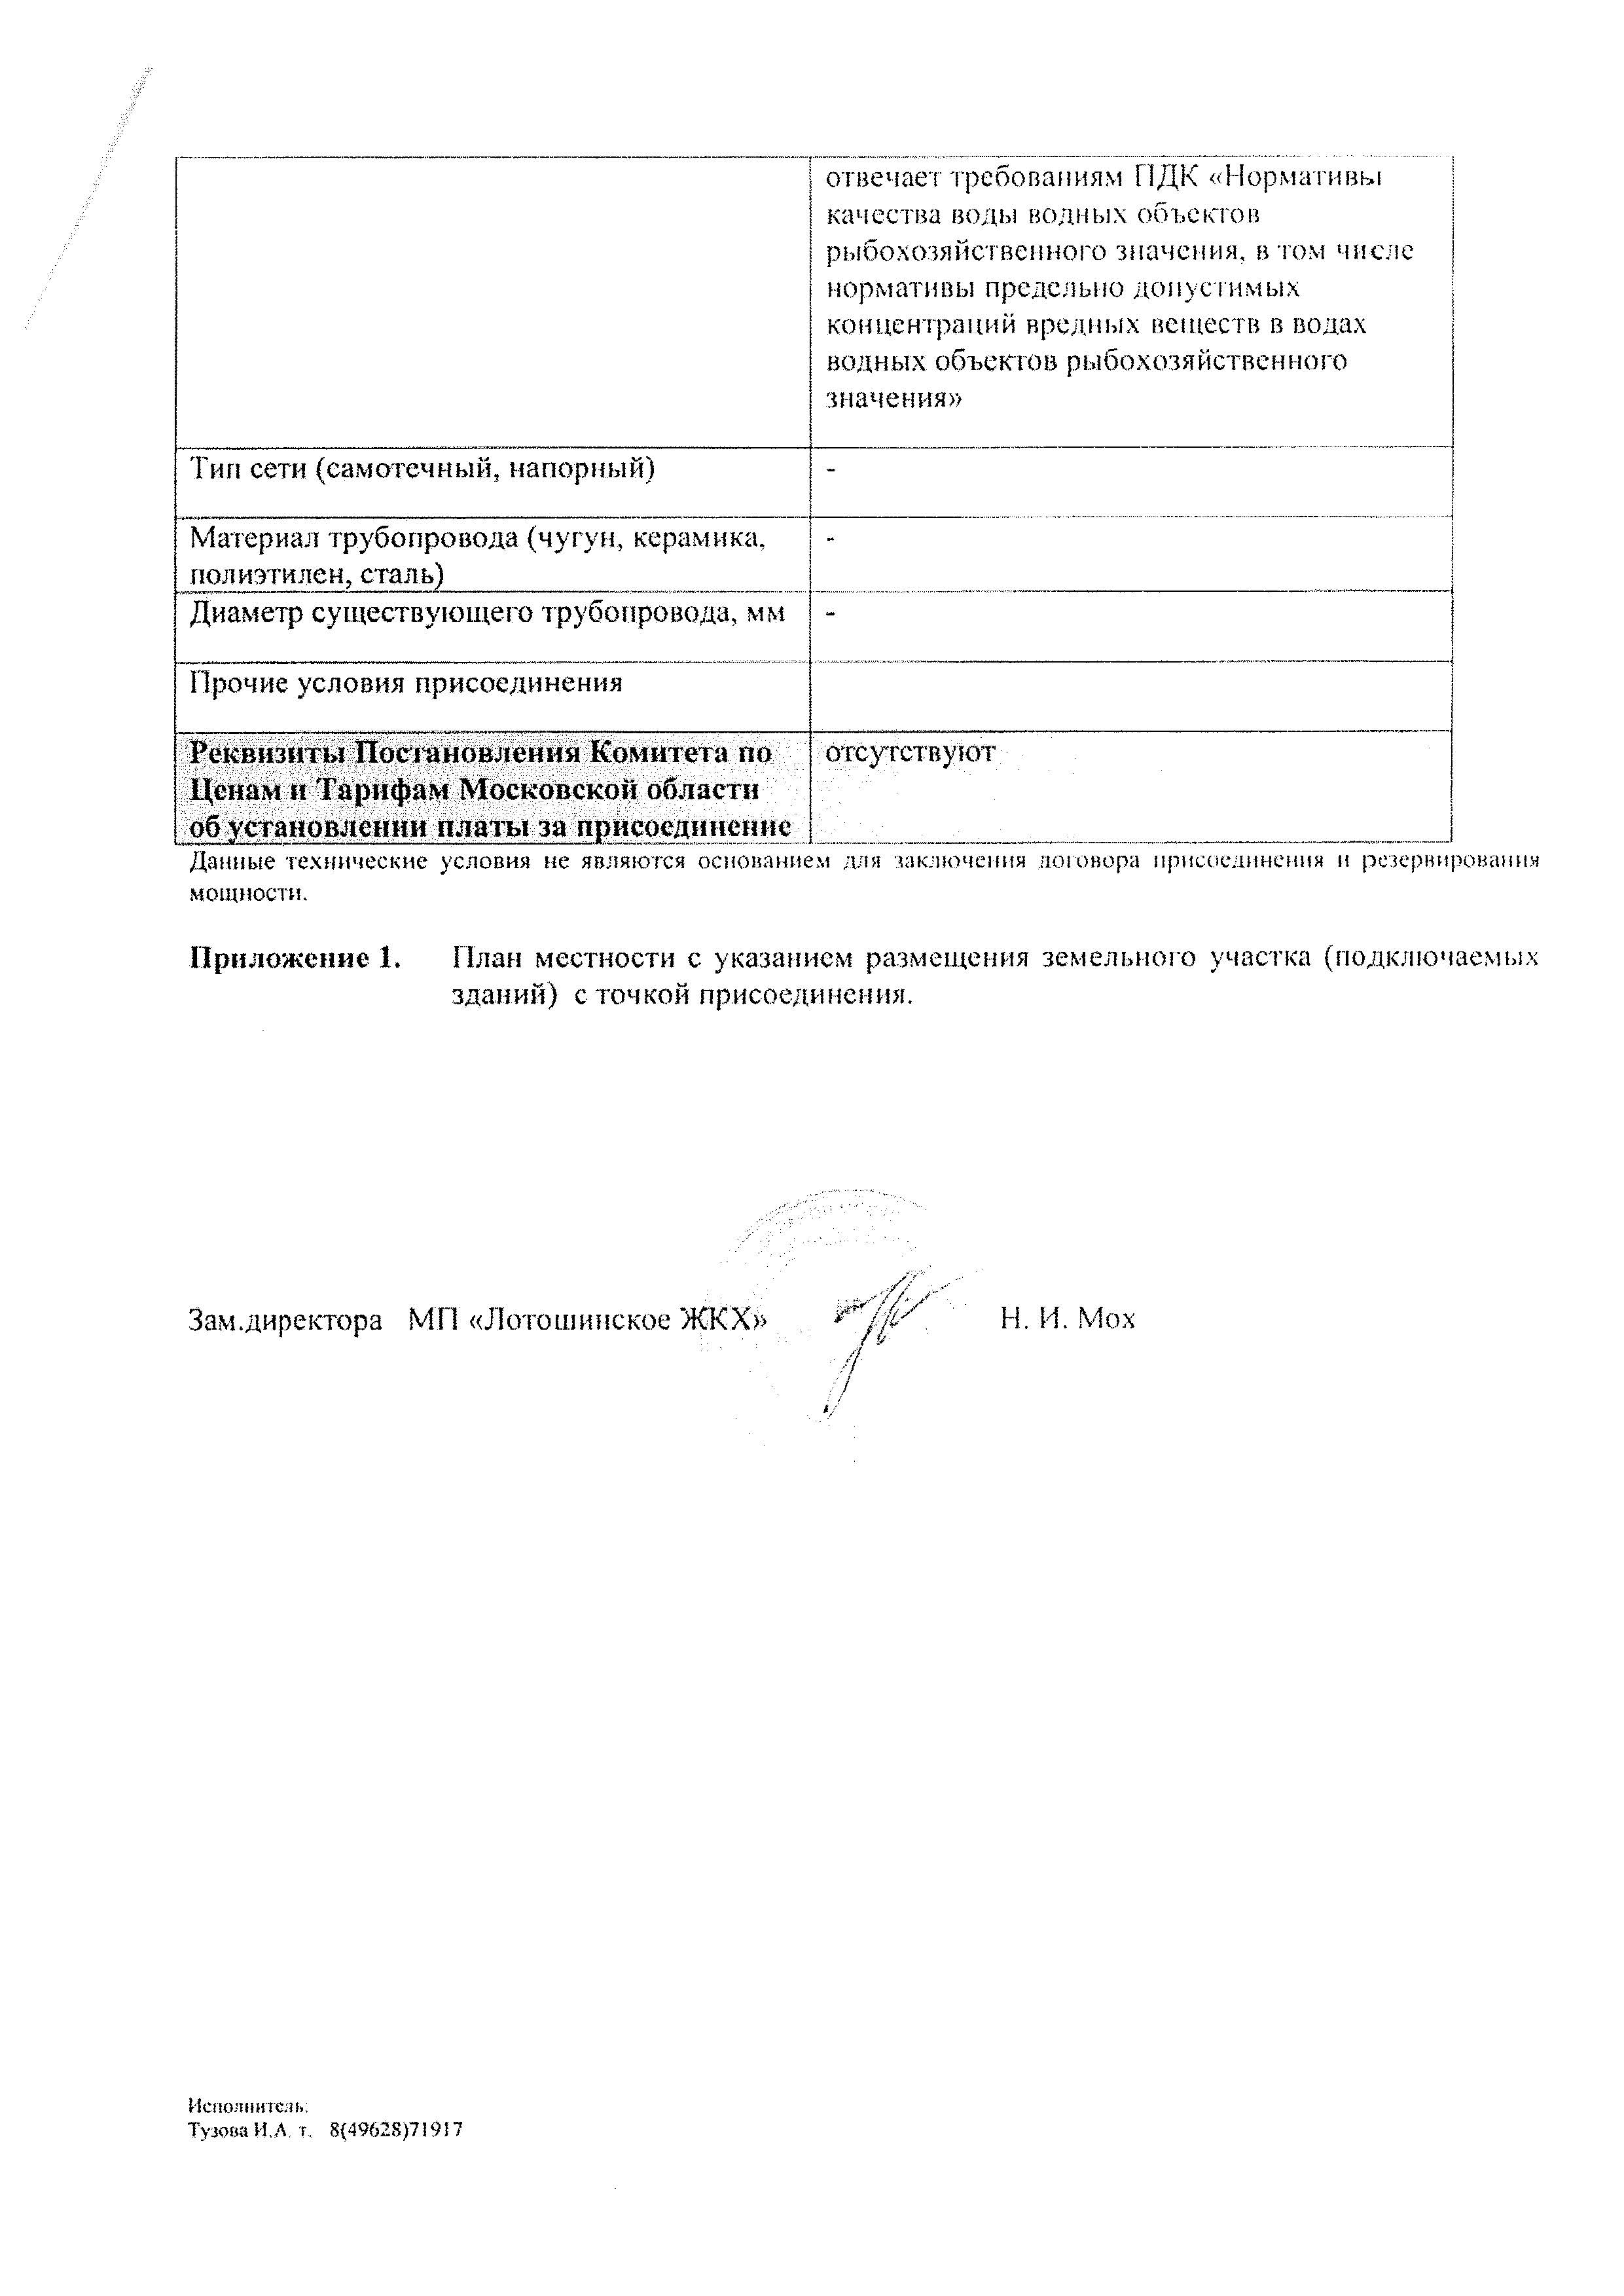 отвечает требованиям ПДК «Нормативы
качества воды водных объектов
рыбохозяйственного значения, в том числе
нормативы предельно допустимых
концентраций вредных веществ в водах
водных объектов рыбохозяйственного
значения»
Тип сети (самотечный, напорный) -
Материал трубопровода (чугун, керамика, -
полиэтилен, сталь)
Диаметр существующего трубопровода, мм -
Прочие условия присоединения
Реквизиты Постановления Комитета по отсутствуют
Ценам и Тарифам Московской области
об установлении платы за присоединение
Данные технические условия не являются основанием для заключения договора присоединения и резервирования
мощности.
Приложение 1. План местности с указанием размещения земельного участка (подключаемых
зданий) с точкой присоединения.
Зам.директора МП «Лотошинское ЖКХ» Н. И. Мох
Исполнитель:
Тузова И.А. т. 8(49628)71917